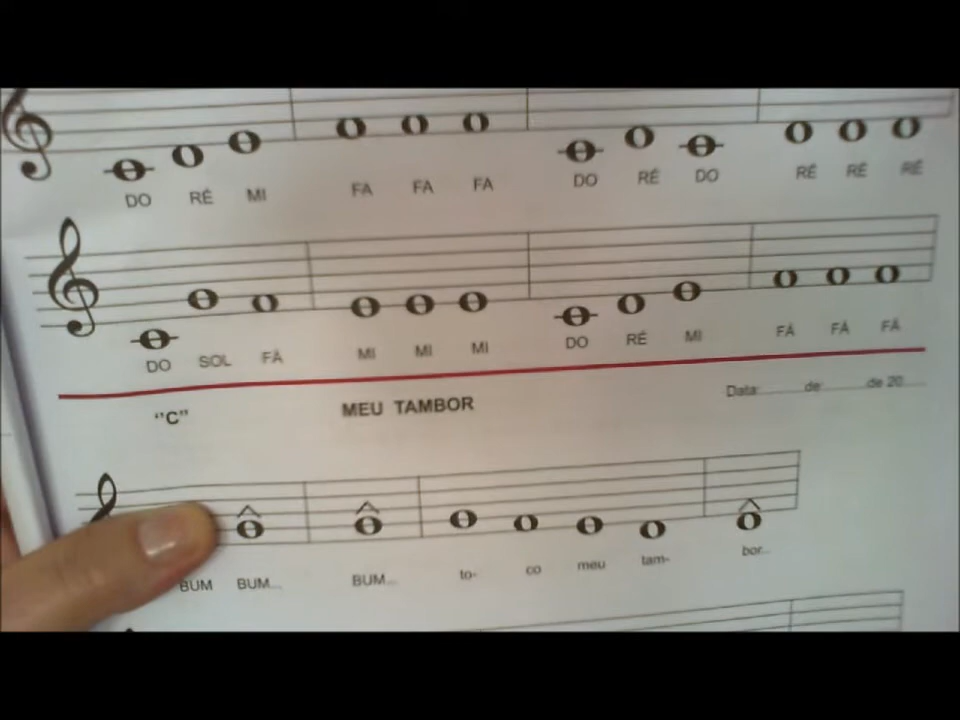 DO RÉ MI FA FA FA DO RÉ DO RÉ RÉ RÉ
DO SOL FÁ MI MI MI DO RÉ MI FÁ FÁ FÁ
"C" MEU TAMBOR Data:............de:............de 20......
BUM BUM... BUM... to- co meu tam- bor...